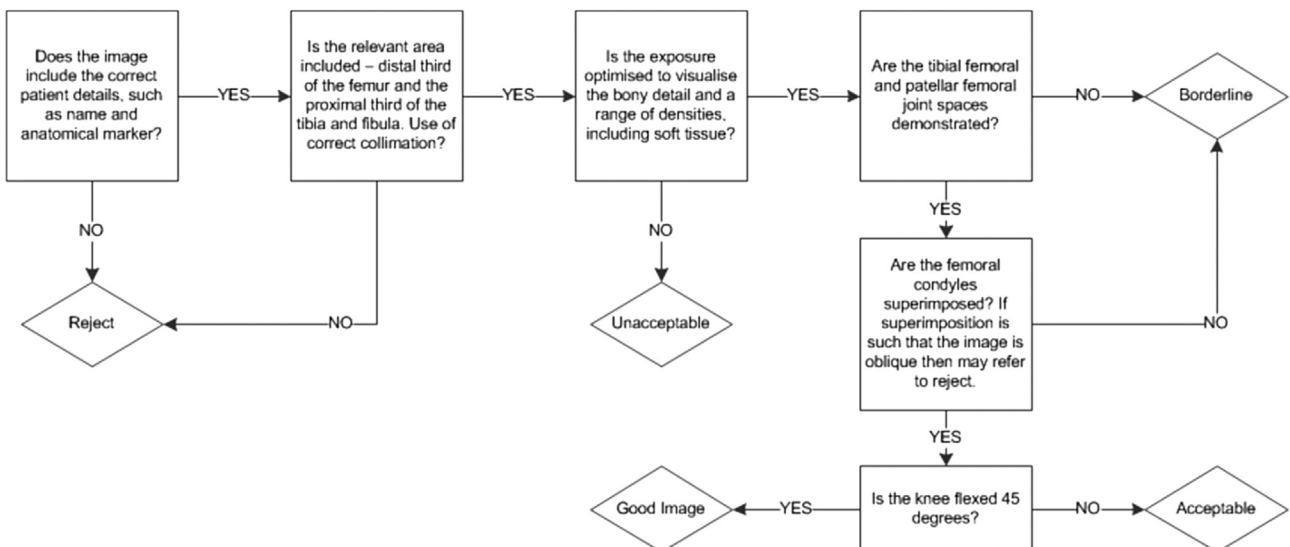 Does the image
include the correct
patient details, such
as name and
anatomical marker?
YES
Is the relevant area
included – distal third
of the femur and the
proximal third of the
tibia and fibula. Use of
correct collimation?
YES
Is the exposure
optimised to visualise
the bony detail and a
range of densities,
including soft tissue?
YES
Are the tibial femoral
and patellar femoral
joint spaces
demonstrated?
NO
Borderline
NO
NO
YES
Reject
NO
Unacceptable
Are the femoral
condyles
superimposed? If
superimposition is
such that the image is
oblique then may refer
to reject.
NO
YES
Good Image
YES
Is the knee flexed 45
degrees?
NO
Acceptable